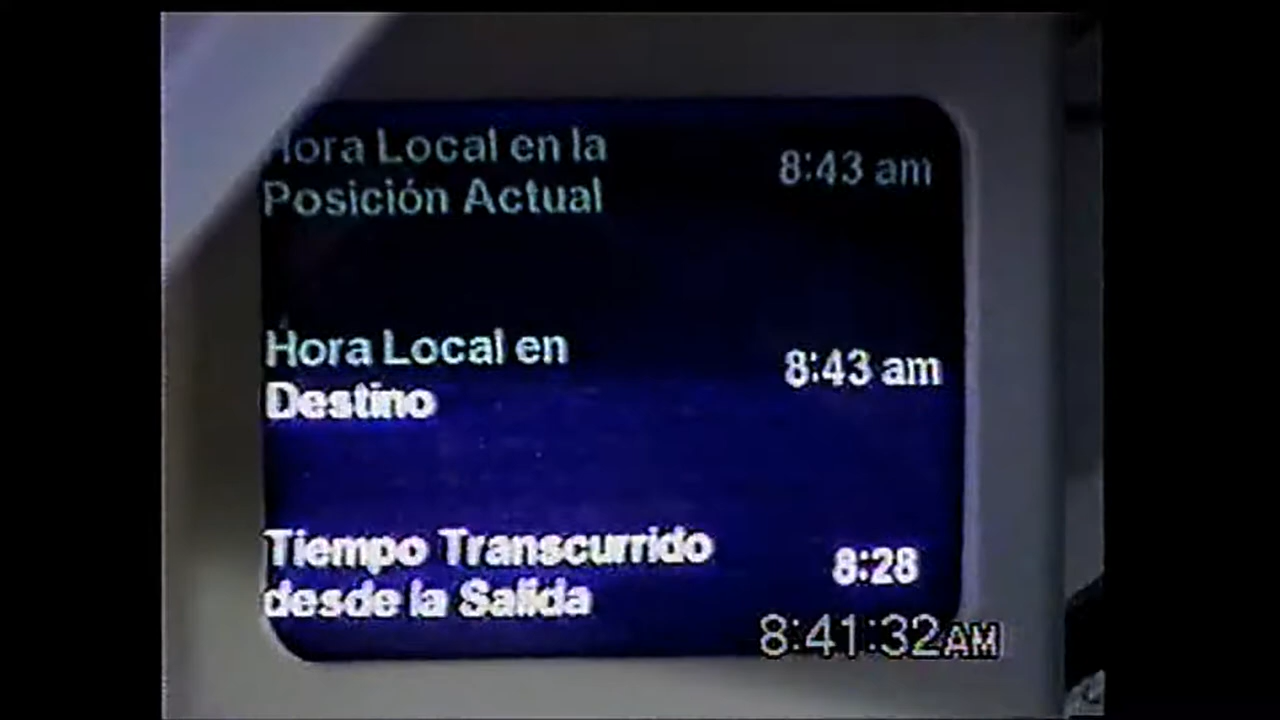 Hora Local en la
Posición Actual
8:43 am
Hora Local en
Destino
8:43 am
Tiempo Transcurrido
desde la Salida
8:28
8:41:32AM